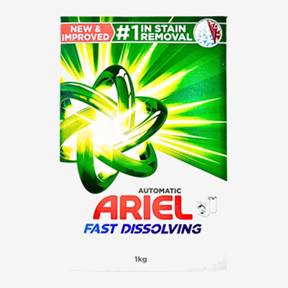 NEW &
IMPROVED
#1 IN STAIN
REMOVAL
AUTOMATIC
ARIEL
FAST DISSOLVING
1kg